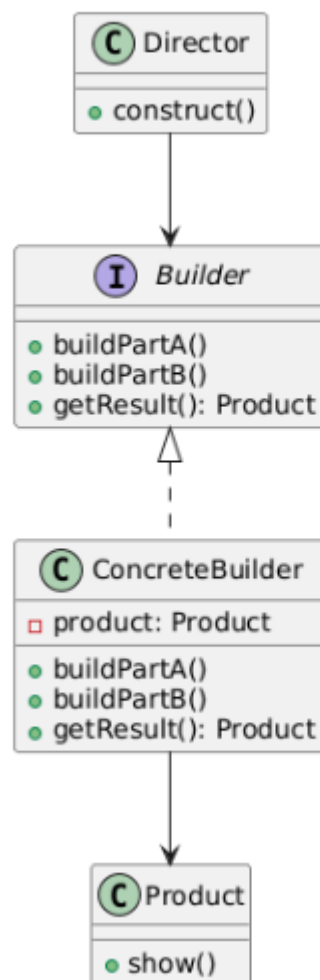 C Director
construct()
I Builder
buildPartA()
buildPartB()
getResult(): Product
C ConcreteBuilder
product: Product
buildPartA()
buildPartB()
getResult(): Product
C Product
show()